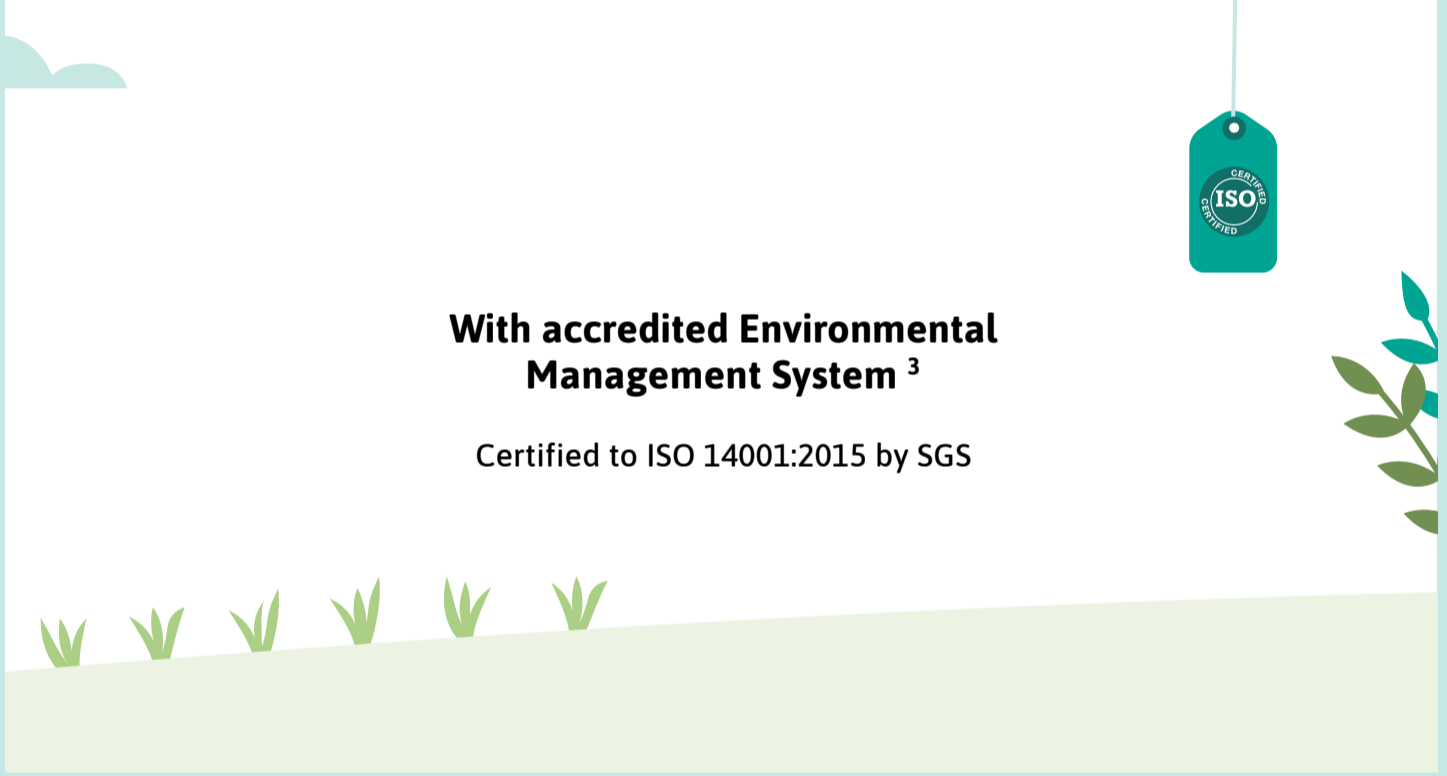 CERTIFIED
ISO
CERTIFIED
With accredited Environmental
Management System ³
Certified to ISO 14001:2015 by SGS